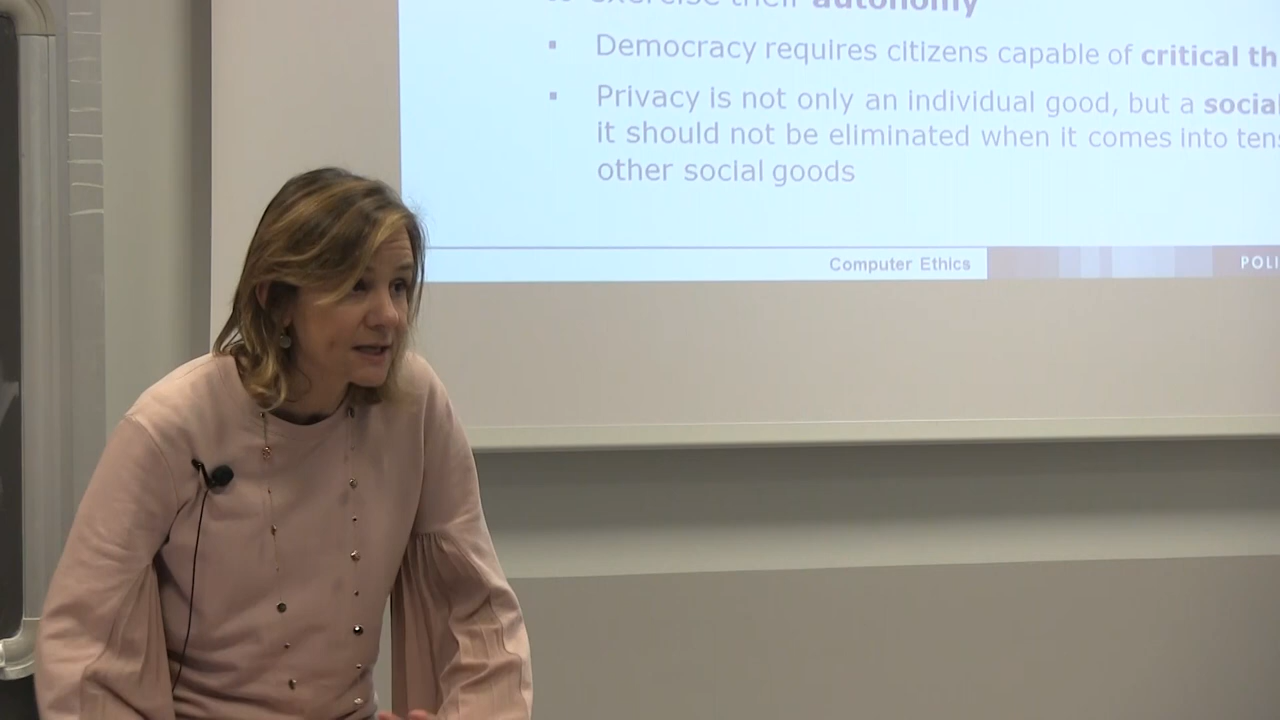 exercise their autonomy
▪ Democracy requires citizens capable of critical th
▪ Privacy is not only an individual good, but a social
it should not be eliminated when it comes into tens
other social goods
Computer Ethics
POLI